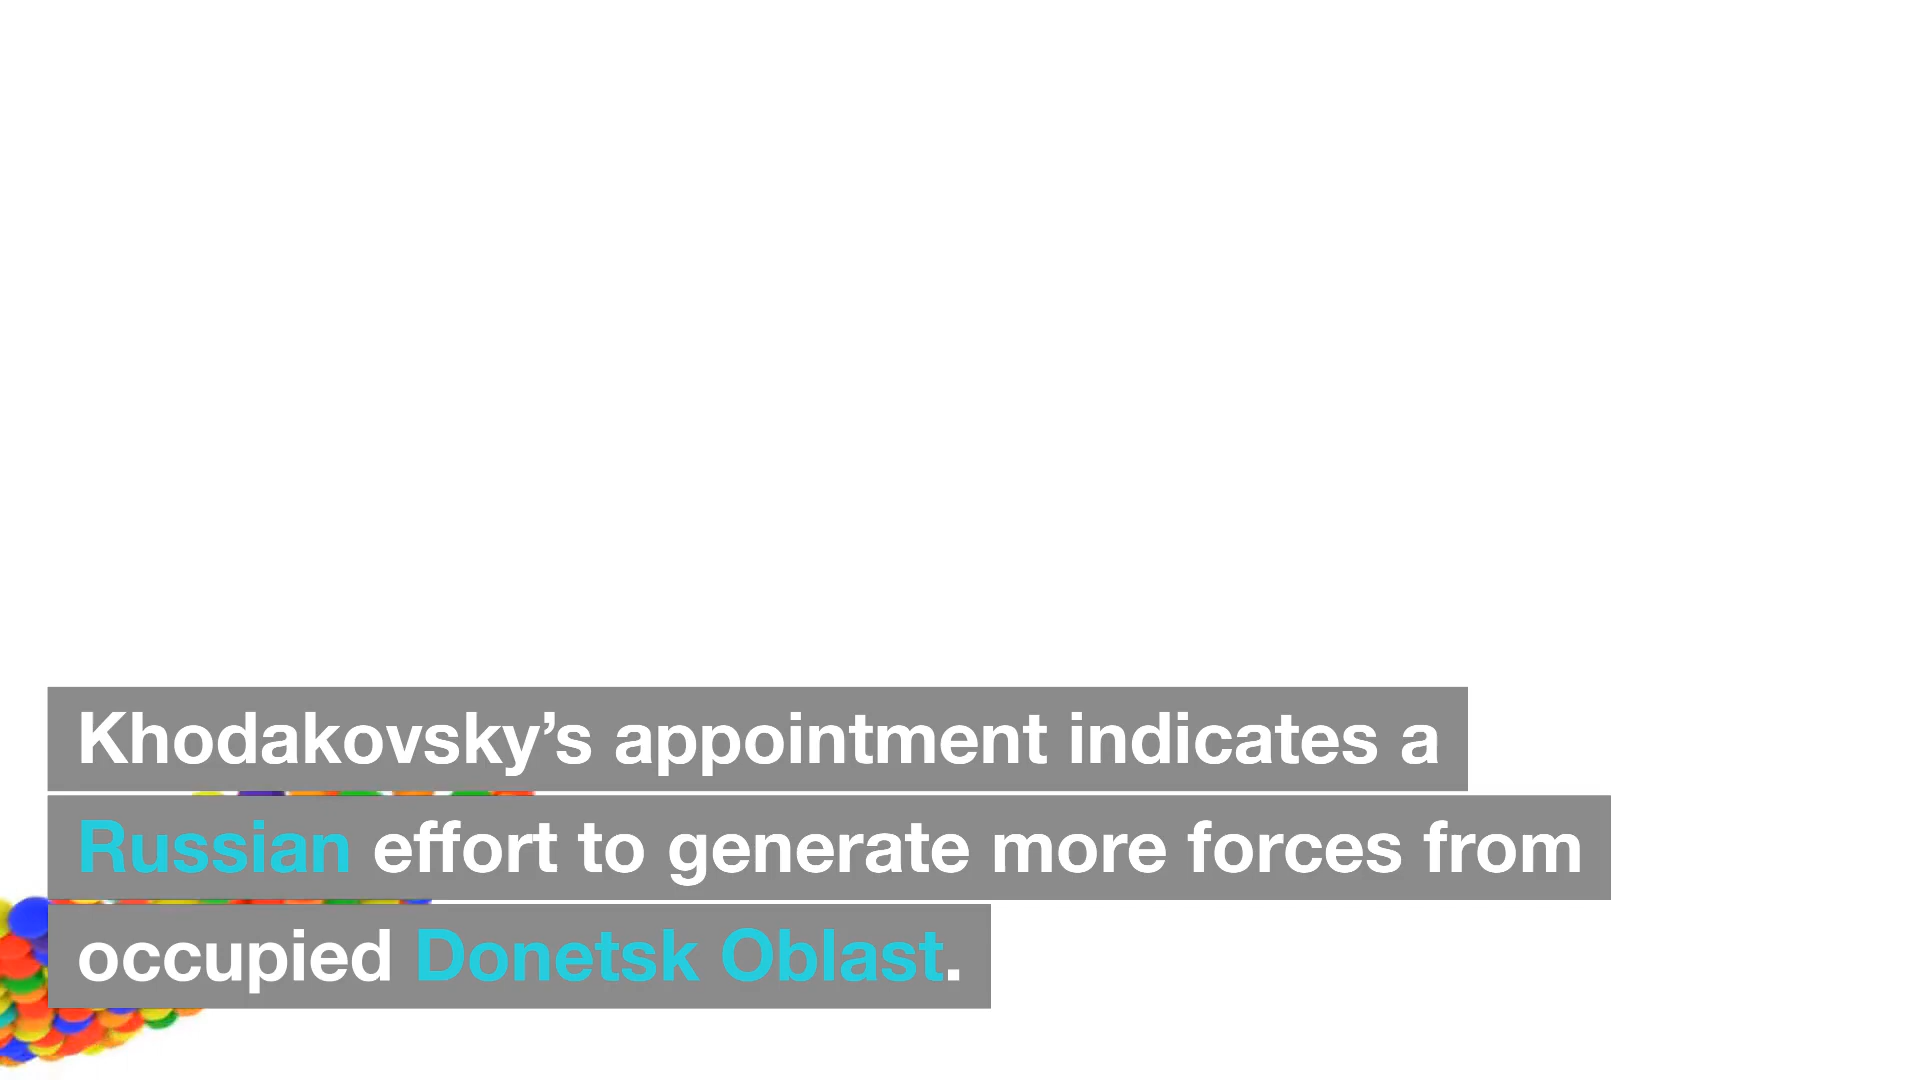 Khodakovsky’s appointment indicates a
Russian effort to generate more forces from
occupied Donetsk Oblast.